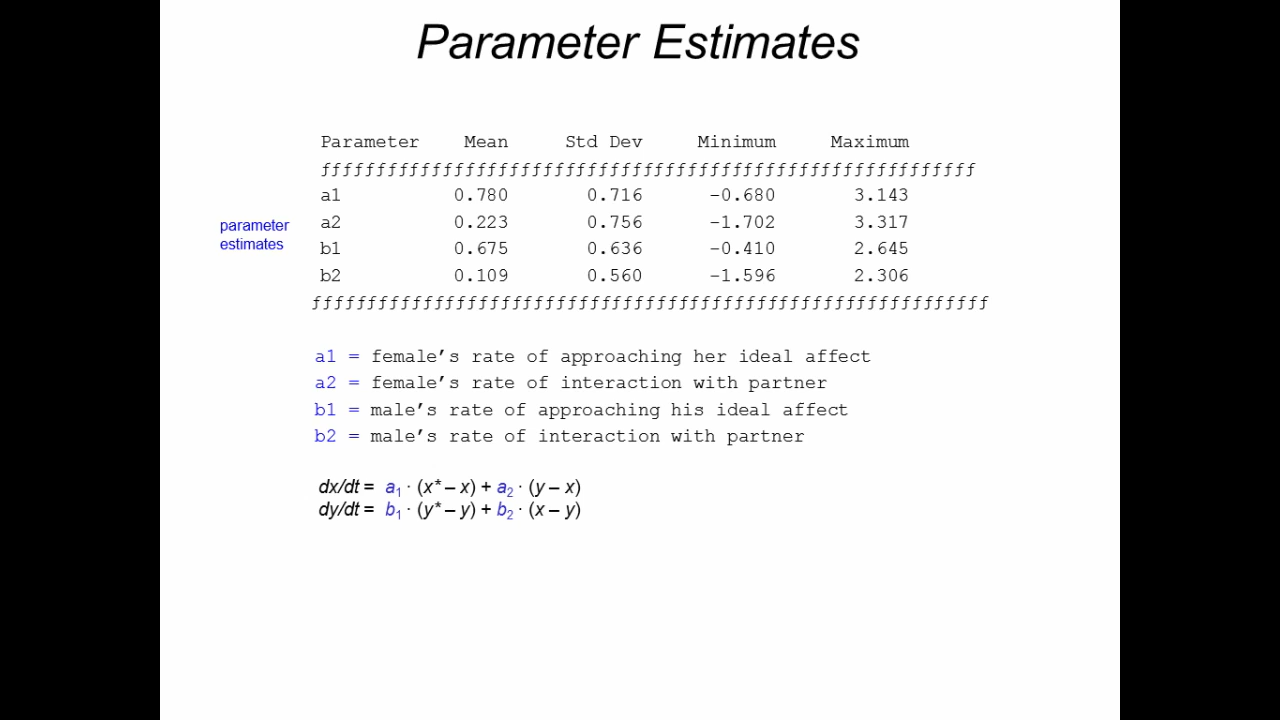 Parameter Estimates
Parameter Mean Std Dev Minimum Maximum
ƒƒƒƒƒƒƒƒƒƒƒƒƒƒƒƒƒƒƒƒƒƒƒƒƒƒƒƒƒƒƒƒƒƒƒƒƒƒƒƒƒƒƒƒƒƒƒƒƒƒƒƒƒƒƒƒƒƒƒ
a1 0.780 0.716 -0.680 3.143
a2 0.223 0.756 -1.702 3.317
b1 0.675 0.636 -0.410 2.645
b2 0.109 0.560 -1.596 2.306
ƒƒƒƒƒƒƒƒƒƒƒƒƒƒƒƒƒƒƒƒƒƒƒƒƒƒƒƒƒƒƒƒƒƒƒƒƒƒƒƒƒƒƒƒƒƒƒƒƒƒƒƒƒƒƒƒƒƒƒƒƒ
parameter
estimates
a1 = female’s rate of approaching her ideal affect
a2 = female’s rate of interaction with partner
b1 = male’s rate of approaching his ideal affect
b2 = male’s rate of interaction with partner
dx/dt = a₁ · (x* – x) + a₂ · (y – x)
dy/dt = b₁ · (y* – y) + b₂ · (x – y)